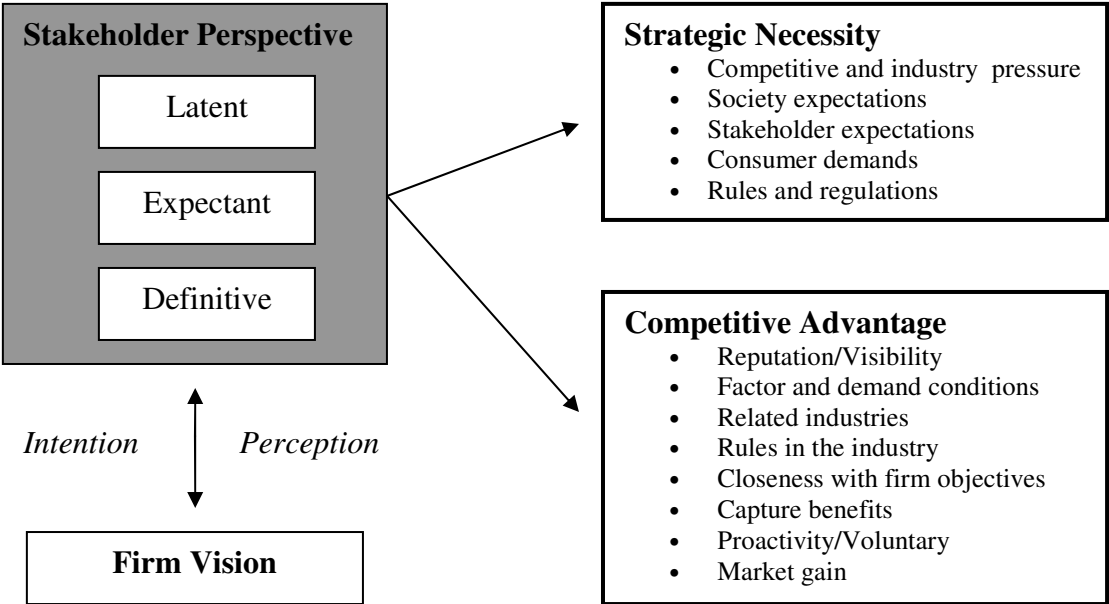 Stakeholder Perspective
Latent
Expectant
Definitive
Intention
Perception
Firm Vision
Strategic Necessity
• Competitive and industry pressure
• Society expectations
• Stakeholder expectations
• Consumer demands
• Rules and regulations
Competitive Advantage
• Reputation/Visibility
• Factor and demand conditions
• Related industries
• Rules in the industry
• Closeness with firm objectives
• Capture benefits
• Proactivity/Voluntary
• Market gain